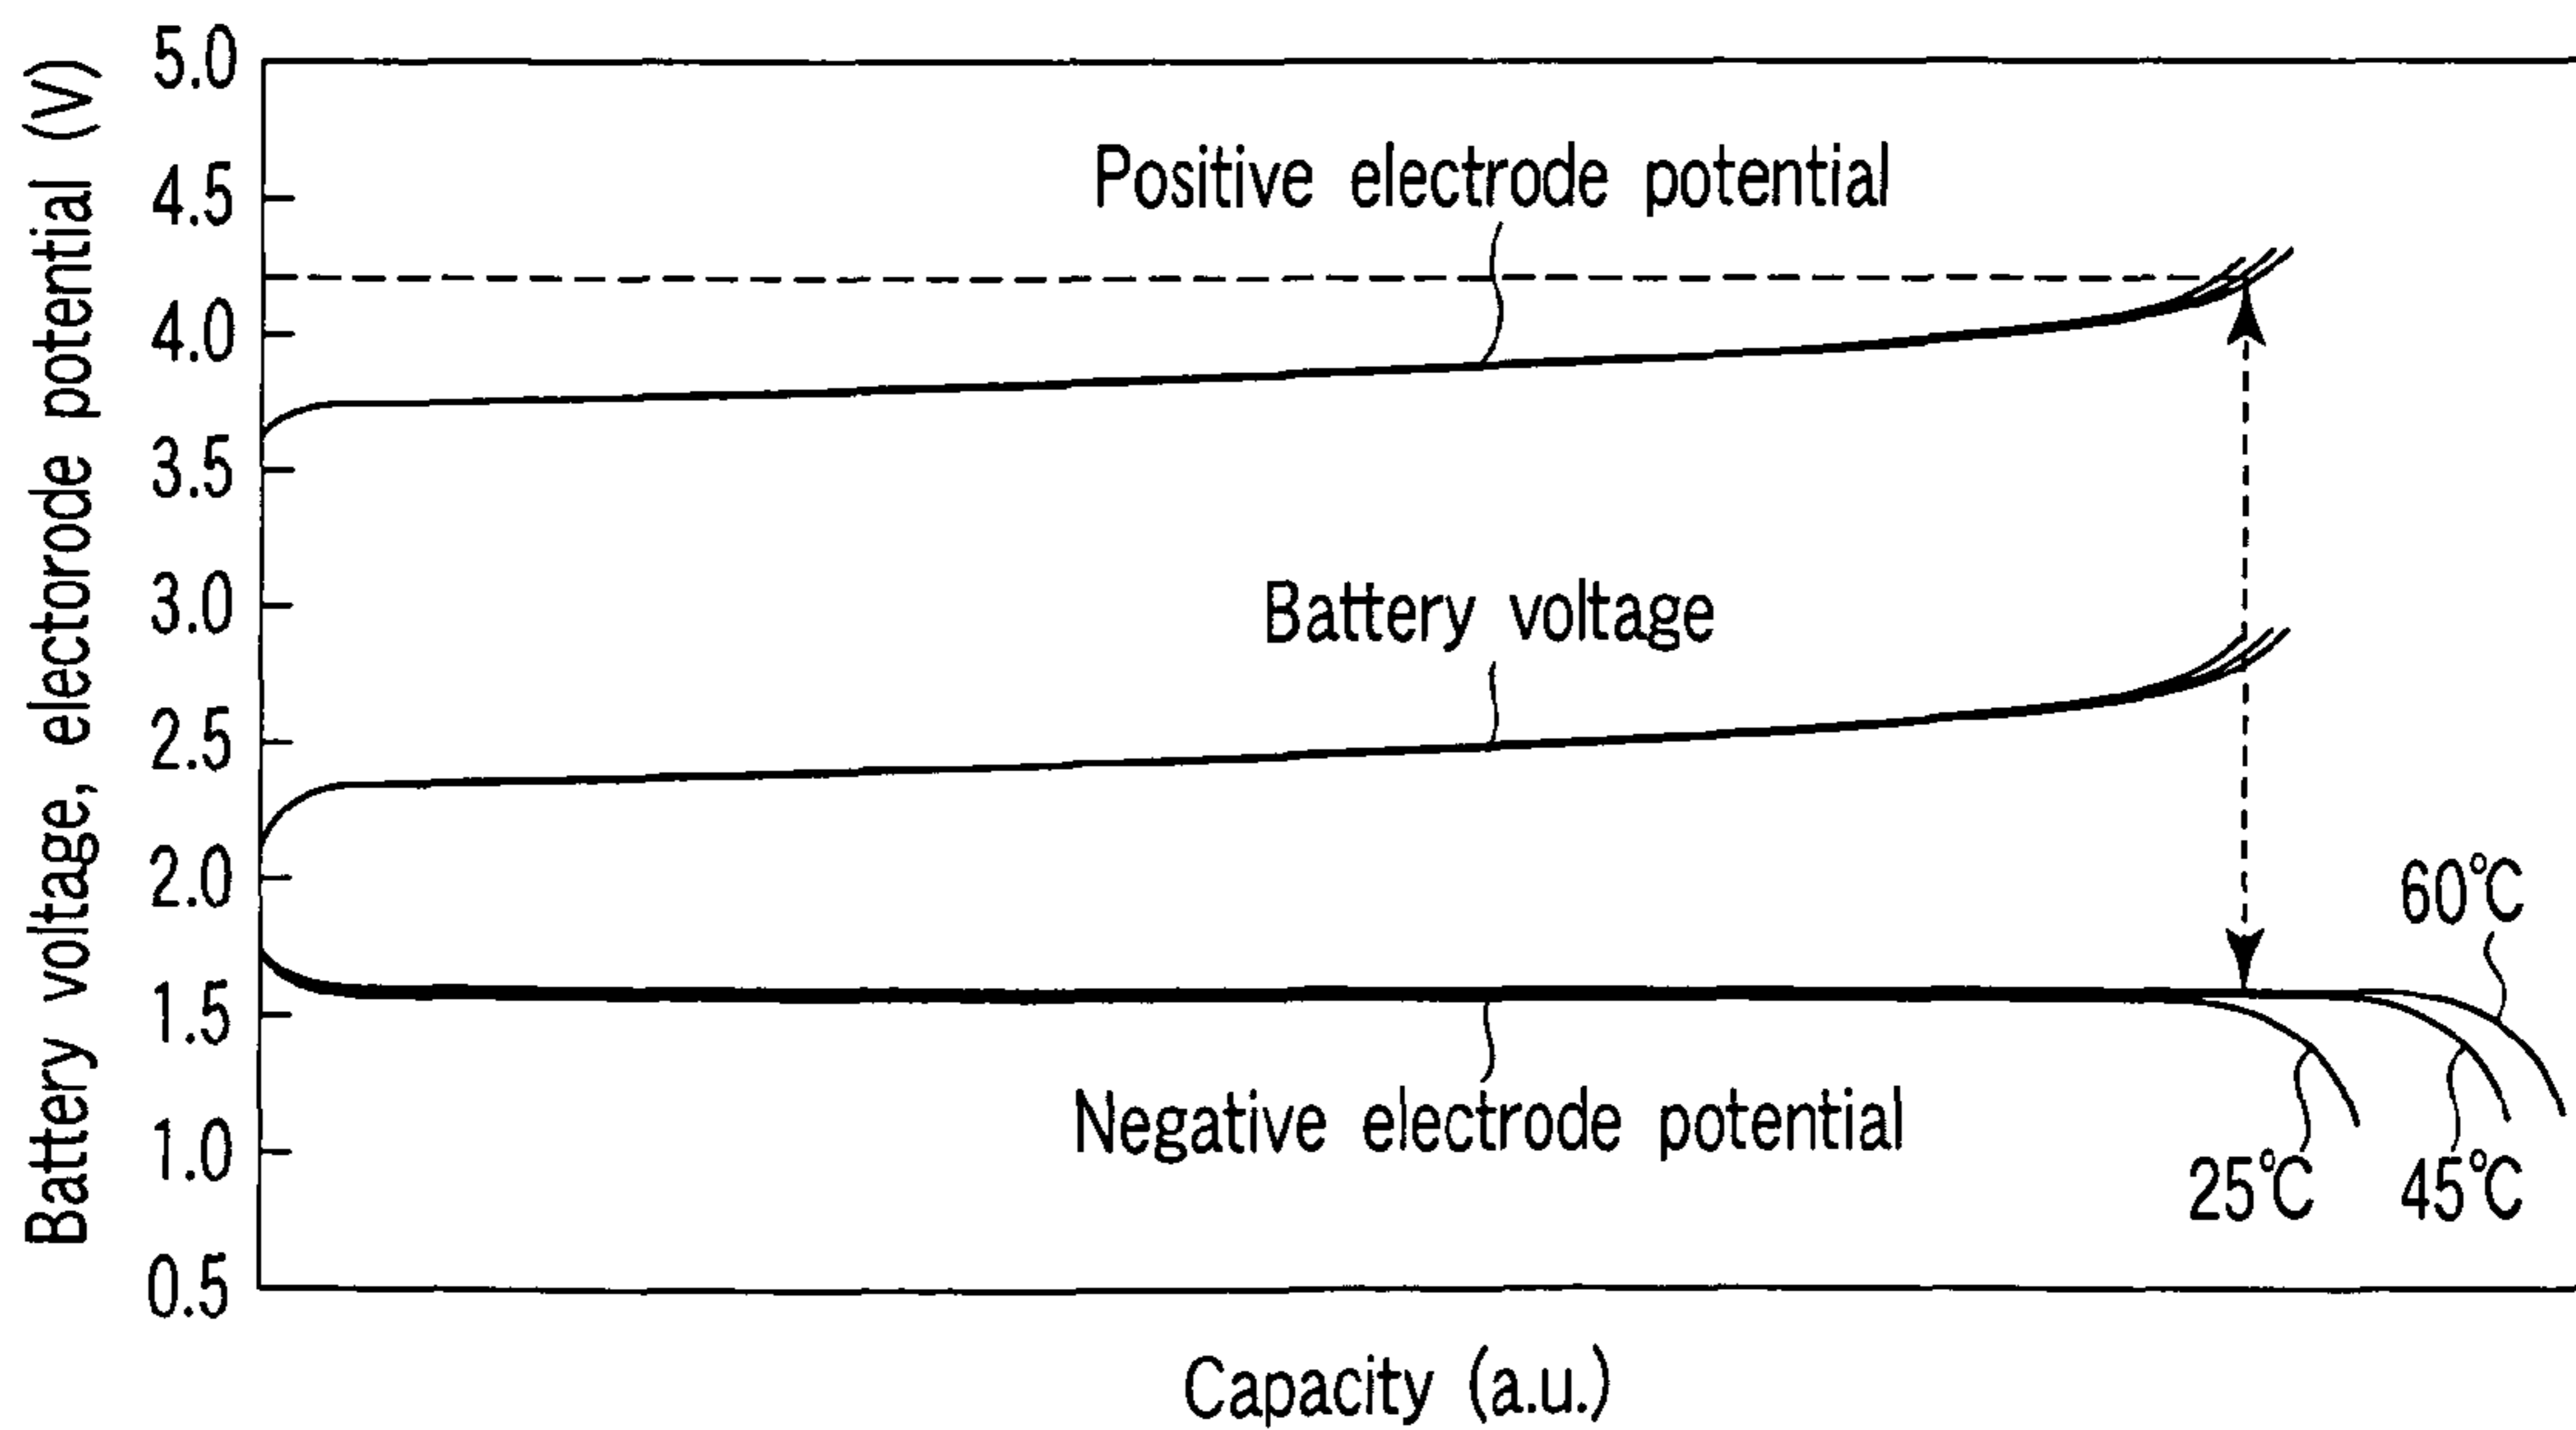 Battery voltage, electorode potential (V)
5.0
4.5
4.0
3.5
3.0
2.5
2.0
1.5
1.0
0.5
Positive electrode potential
Battery voltage
Negative electrode potential
60°C
25°C
45°C
Capacity (a.u.)